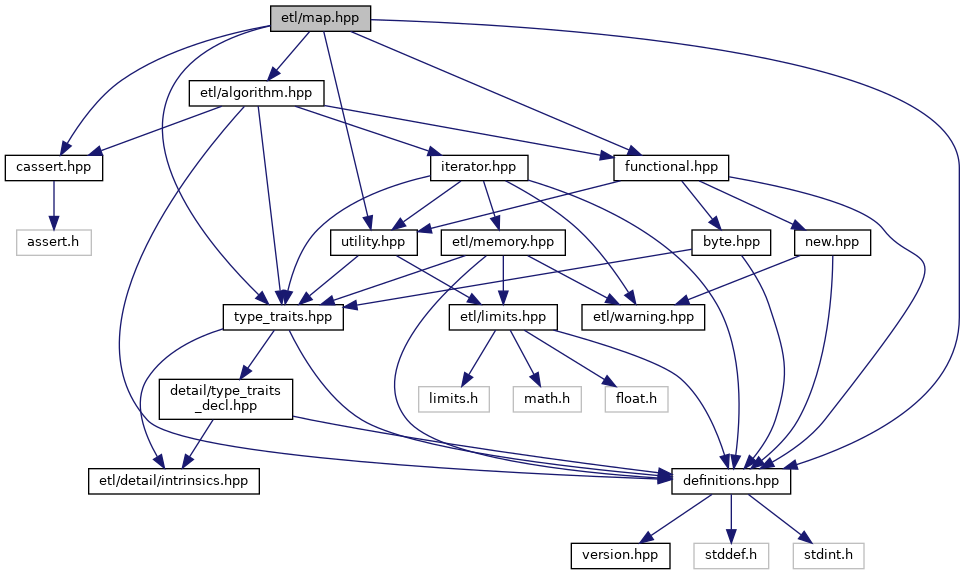 etl/map.hpp
etl/algorithm.hpp
cassert.hpp
iterator.hpp
functional.hpp
assert.h
utility.hpp
etl/memory.hpp
byte.hpp
new.hpp
type_traits.hpp
etl/limits.hpp
etl/warning.hpp
detail/type_traits
_decl.hpp
limits.h
math.h
float.h
etl/detail/intrinsics.hpp
definitions.hpp
version.hpp
stddef.h
stdint.h